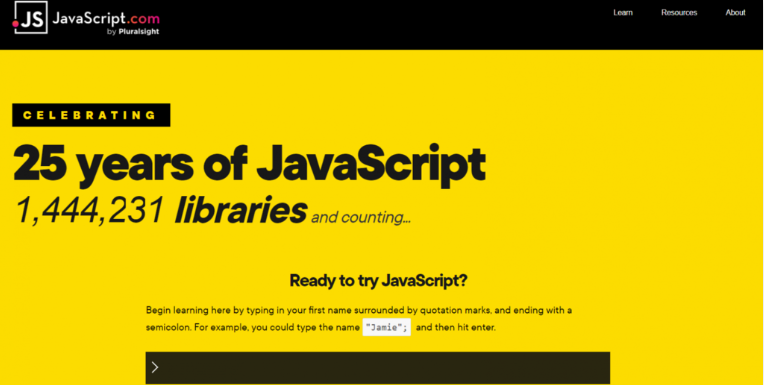 JS JavaScript.com
by Pluralsight
Learn Resources About
CELEBRATING
25 years of JavaScript
1,444,231 libraries and counting...
Ready to try JavaScript?
Begin learning here by typing in your first name surrounded by quotation marks, and ending with a
semicolon. For example, you could type the name "Jamie"; and then hit enter.